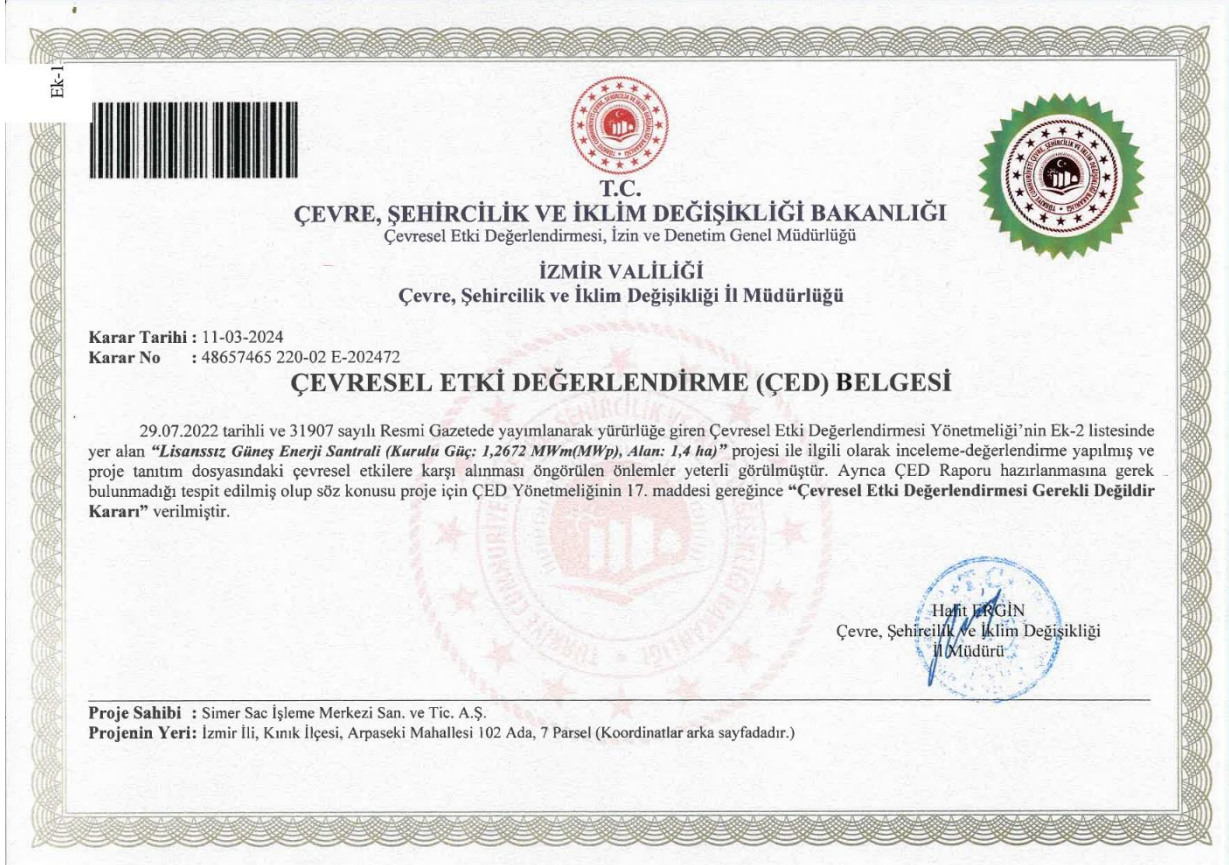 Ek-1
T.C.
ÇEVRE, ŞEHİRCİLİK VE İKLİM DEĞİŞİKLİĞİ BAKANLIĞI
Çevresel Etki Değerlendirmesi, İzin ve Denetim Genel Müdürlüğü
İZMİR VALİLİĞİ
Çevre, Şehircilik ve İklim Değişikliği İl Müdürlüğü
Karar Tarihi : 11-03-2024
Karar No : 48657465 220-02 E-202472
ÇEVRESEL ETKİ DEĞERLENDİRME (ÇED) BELGESİ
29.07.2022 tarihli ve 31907 sayılı Resmi Gazetede yayımlanarak yürürlüğe giren Çevresel Etki Değerlendirmesi Yönetmeliği’nin Ek-2 listesinde
yer alan “Lisanssız Güneş Enerji Santrali (Kurulu Güç: 1,2672 MWm(MWp), Alan: 1,4 ha)” projesi ile ilgili olarak inceleme-değerlendirme yapılmış ve
proje tanıtım dosyasındaki çevresel etkilere karşı alınması öngörülen önlemler yeterli görülmüştür. Ayrıca ÇED Raporu hazırlanmasına gerek
bulunmadığı tespit edilmiş olup söz konusu proje için ÇED Yönetmeliğinin 17. maddesi gereğince “Çevresel Etki Değerlendirmesi Gerekli Değildir
Kararı” verilmiştir.
Halit ERGİN
Çevre, Şehircilik ve İklim Değişikliği
İl Müdürü
Proje Sahibi : Simer Sac İşleme Merkezi San. ve Tic. A.Ş.
Projenin Yeri: İzmir İli, Kınık İlçesi, Arpaseki Mahallesi 102 Ada, 7 Parsel (Koordinatlar arka sayfadadır.)